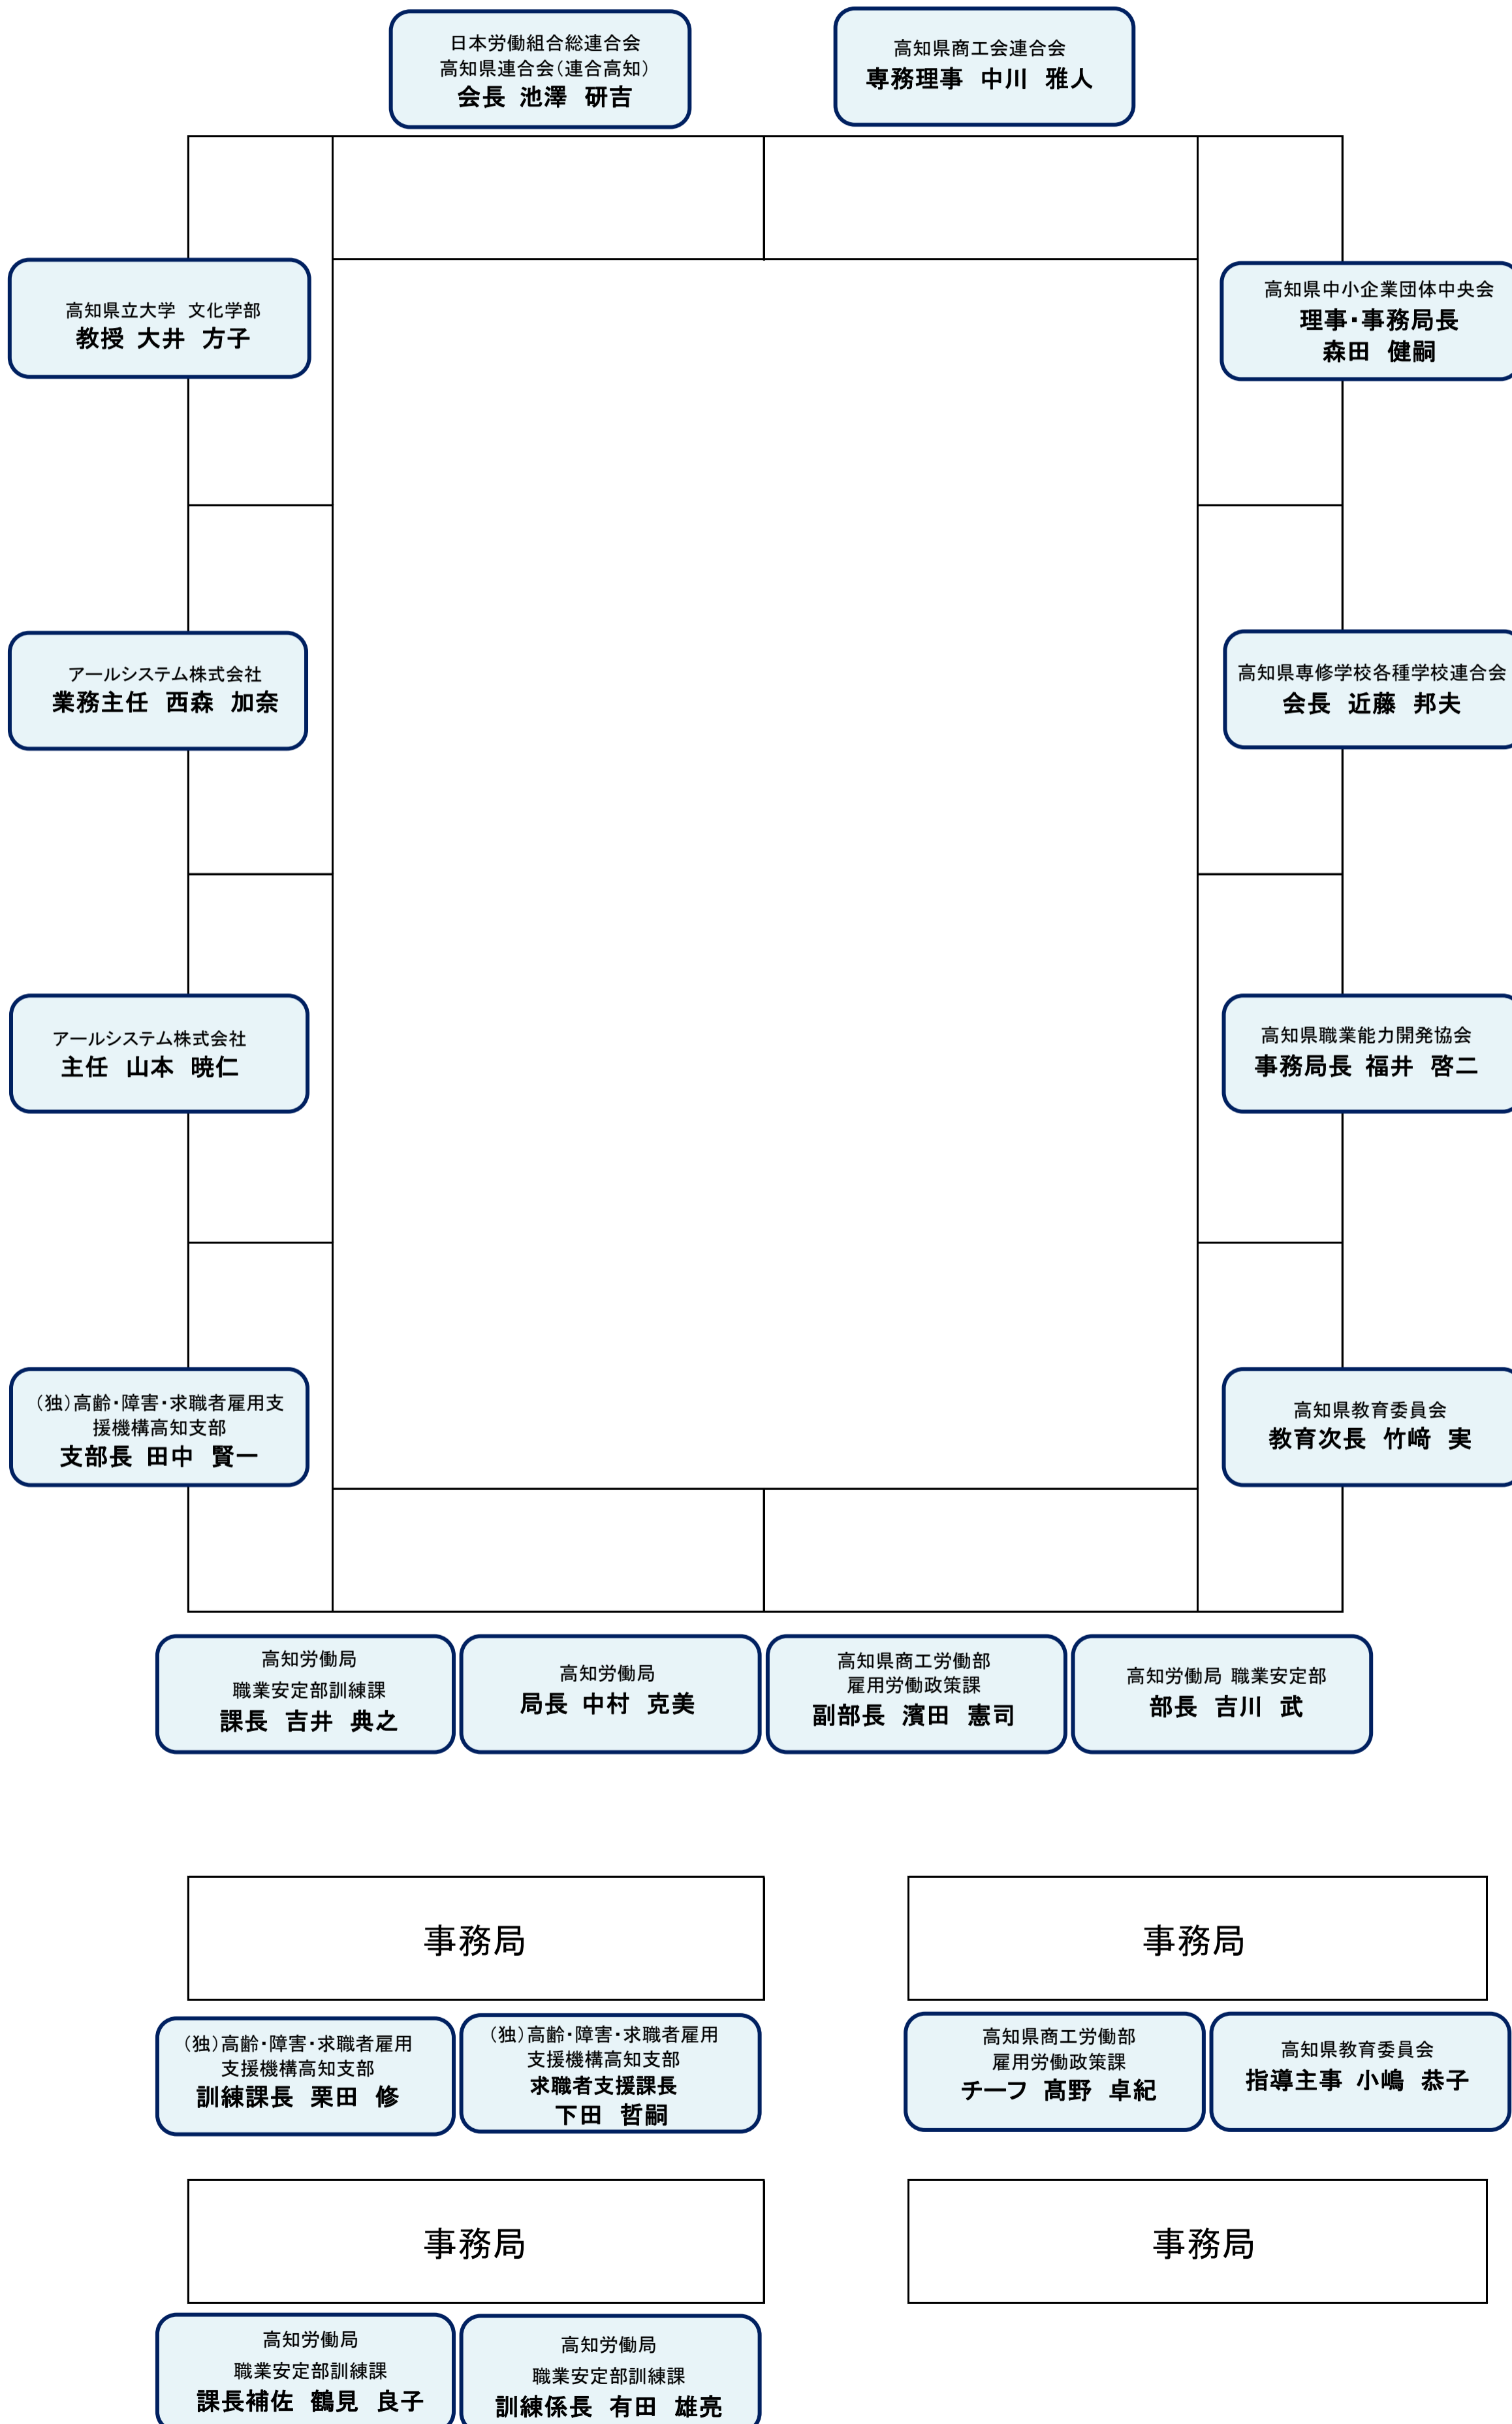 日本労働組合総連合会
高知県連合会（連合高知）
会長 池澤 研吉
高知県商工会連合会
専務理事 中川 雅人
高知県立大学 文化学部
教授 大井 方子
高知県中小企業団体中央会
理事・事務局長
森田 健嗣
アールシステム株式会社
業務主任 西森 加奈
高知県専修学校各種学校連合会
会長 近藤 邦夫
アールシステム株式会社
主任 山本 暁仁
高知県職業能力開発協会
事務局長 福井 啓二
（独）高齢・障害・求職者雇用支
援機構高知支部
支部長 田中 賢一
高知県教育委員会
教育次長 竹﨑 実
高知労働局
職業安定部訓練課
課長 吉井 典之
高知労働局
局長 中村 克美
高知県商工労働部
雇用労働政策課
副部長 濱田 憲司
高知労働局 職業安定部
部長 吉川 武
事務局
事務局
（独）高齢・障害・求職者雇用
支援機構高知支部
訓練課長 栗田 修
（独）高齢・障害・求職者雇用
支援機構高知支部
求職者支援課長
下田 哲嗣
高知県商工労働部
雇用労働政策課
チーフ 髙野 卓紀
高知県教育委員会
指導主事 小嶋 恭子
事務局
事務局
高知労働局
職業安定部訓練課
課長補佐 鶴見 良子
高知労働局
職業安定部訓練課
訓練係長 有田 雄亮